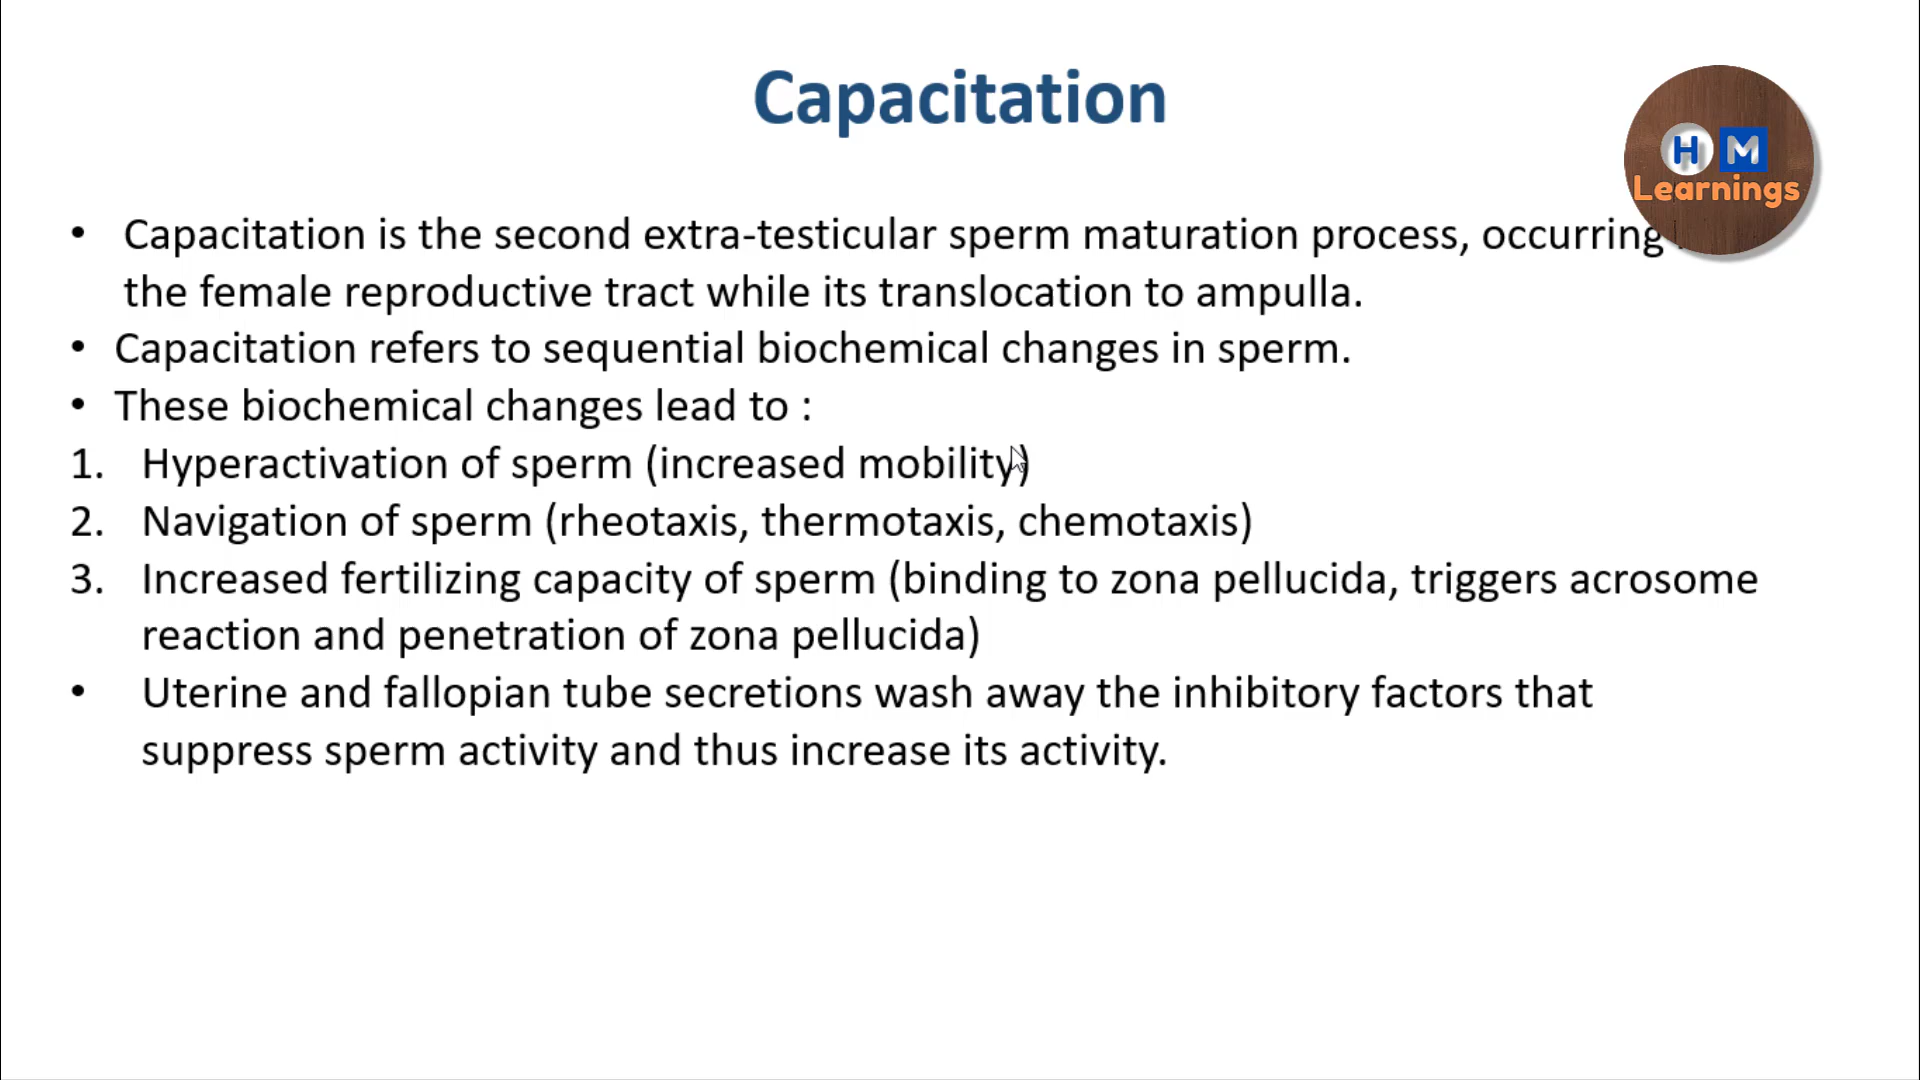 Capacitation
H M
Learnings
• Capacitation is the second extra-testicular sperm maturation process, occurring
the female reproductive tract while its translocation to ampulla.
• Capacitation refers to sequential biochemical changes in sperm.
• These biochemical changes lead to :
1. Hyperactivation of sperm (increased mobility)
2. Navigation of sperm (rheotaxis, thermotaxis, chemotaxis)
3. Increased fertilizing capacity of sperm (binding to zona pellucida, triggers acrosome
reaction and penetration of zona pellucida)
• Uterine and fallopian tube secretions wash away the inhibitory factors that
suppress sperm activity and thus increase its activity.